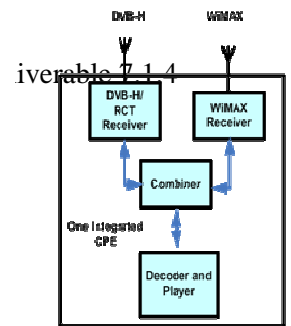 DVB-H WiMAX
iverable 7.1.4
DVB-H/
RCT
Receiver
WiMAX
Receiver
Combiner
One Integrated
CPE
Decoder and
Player